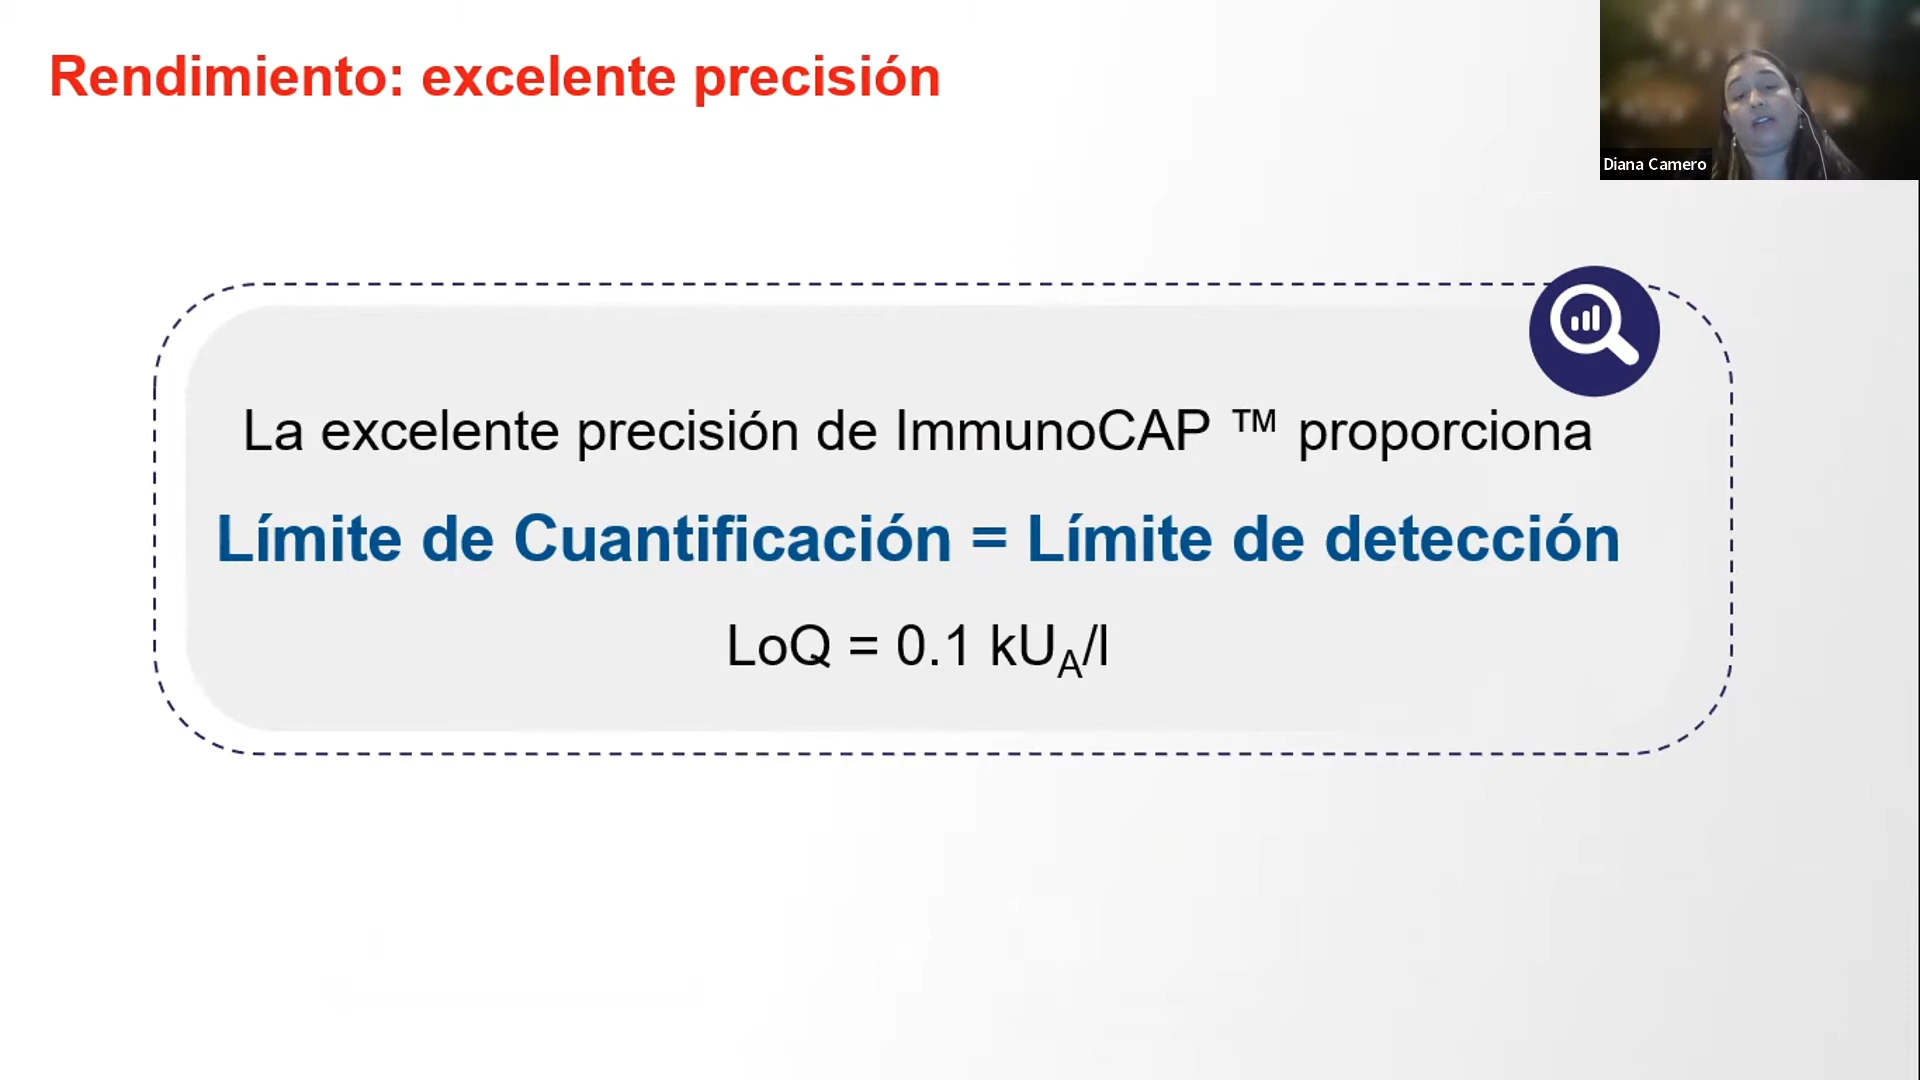 Rendimiento: excelente precisión
Diana Camero
La excelente precisión de ImmunoCAP ™ proporciona
Límite de Cuantificación = Límite de detección
LoQ = 0.1 kUA/l